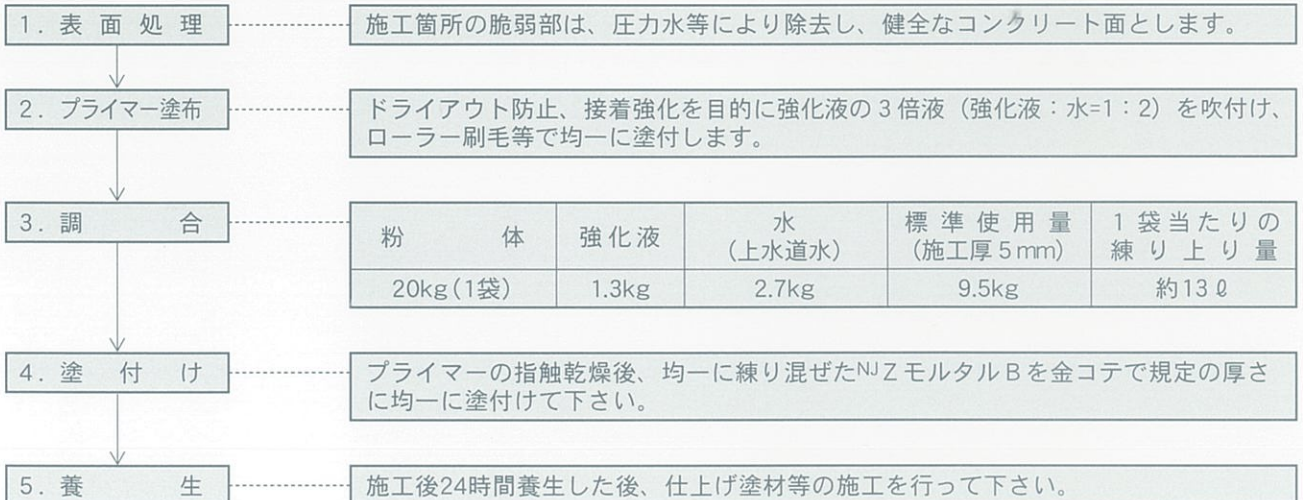 1. 表面処理
施工箇所の脆弱部は、圧力水等により除去し、健全なコンクリート面とします。
2. プライマー塗布
ドライアウト防止、接着強化を目的に強化液の3倍液（強化液：水=1：2）を吹付け、
ローラー刷毛等で均一に塗付します。
3. 調合
粉体 強化液 水 標準使用量 1袋当たりの
(上水道水) (施工厚5mm) 練り上り量
20kg(1袋) 1.3kg 2.7kg 9.5kg 約13ℓ
4. 塗付け
プライマーの指触乾燥後、均一に練り混ぜたNJZモルタルBを金コテで規定の厚さ
に均一に塗付けて下さい。
5. 養生
施工後24時間養生した後、仕上げ塗材等の施工を行って下さい。